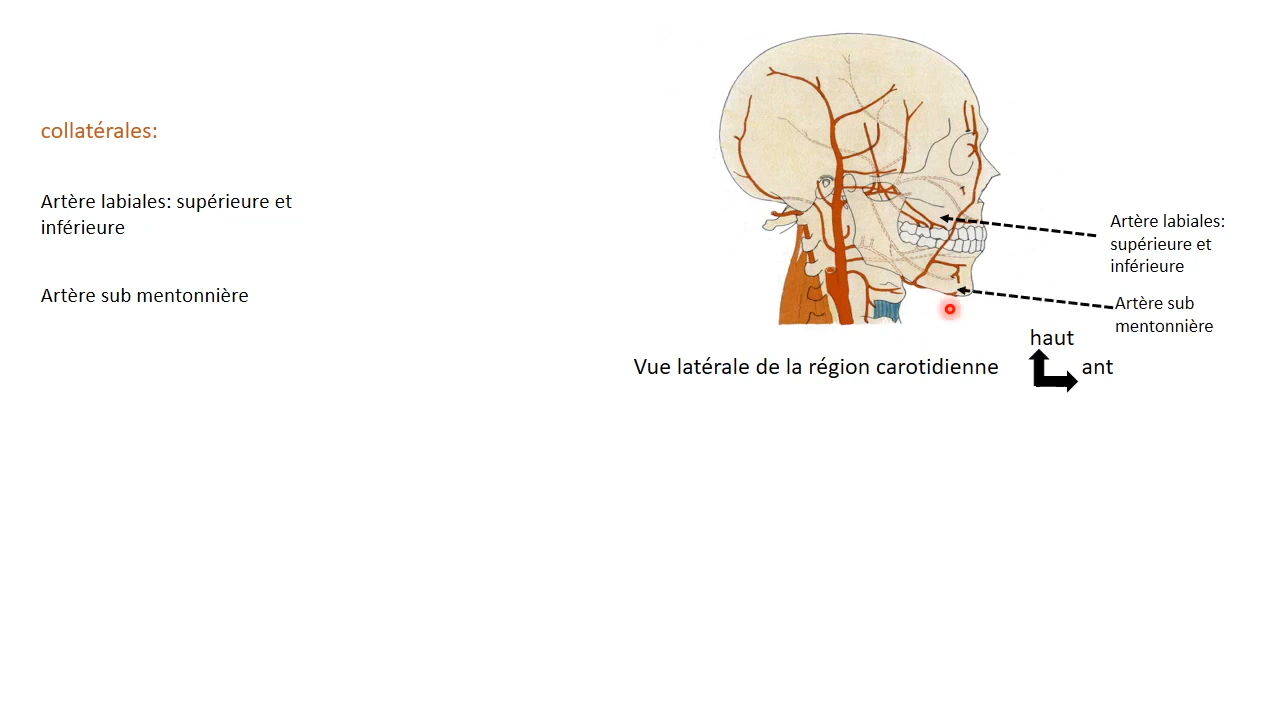 collatérales:
Artère labiales: supérieure et
inférieure
Artère sub mentonnière
Artère labiales:
supérieure et
inférieure
Artère sub
mentonnière
haut
Vue latérale de la région carotidienne
ant